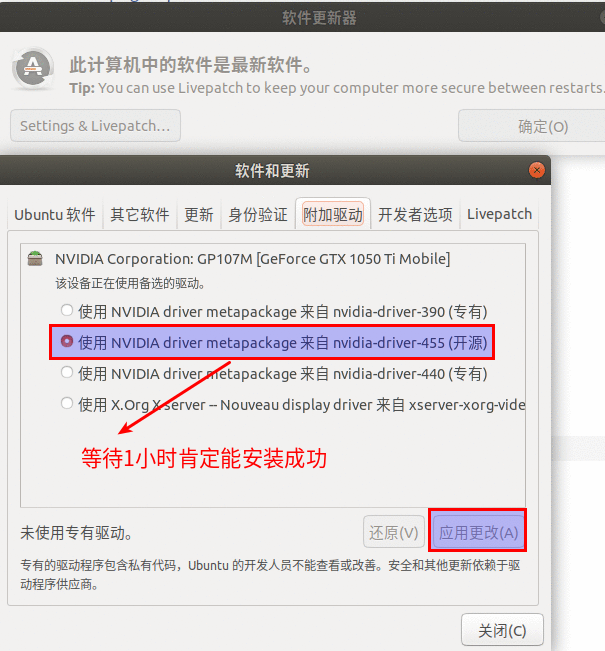 软件更新器
此计算机中的软件是最新软件。
Tip: You can use Livepatch to keep your computer more secure between restarts.
Settings & Livepatch…
确定(O)
软件和更新
Ubuntu 软件 其它软件 更新 身份验证 附加驱动 开发者选项 Livepatch
NVIDIA Corporation: GP107M [GeForce GTX 1050 Ti Mobile]
该设备正在使用备选的驱动。
使用 NVIDIA driver metapackage 来自 nvidia-driver-390 (专有)
使用 NVIDIA driver metapackage 来自 nvidia-driver-455 (开源)
使用 NVIDIA driver metapackage 来自 nvidia-driver-440 (专有)
使用 X.Org X server -- Nouveau display driver 来自 xserver-xorg-vide
等待1小时肯定能安装成功
未使用专有驱动。
还原(V) 应用更改(A)
专有的驱动程序包含私有代码，Ubuntu 的开发人员不能查看或改善。安全和其他更新依赖于驱
动程序供应商。
关闭(C)